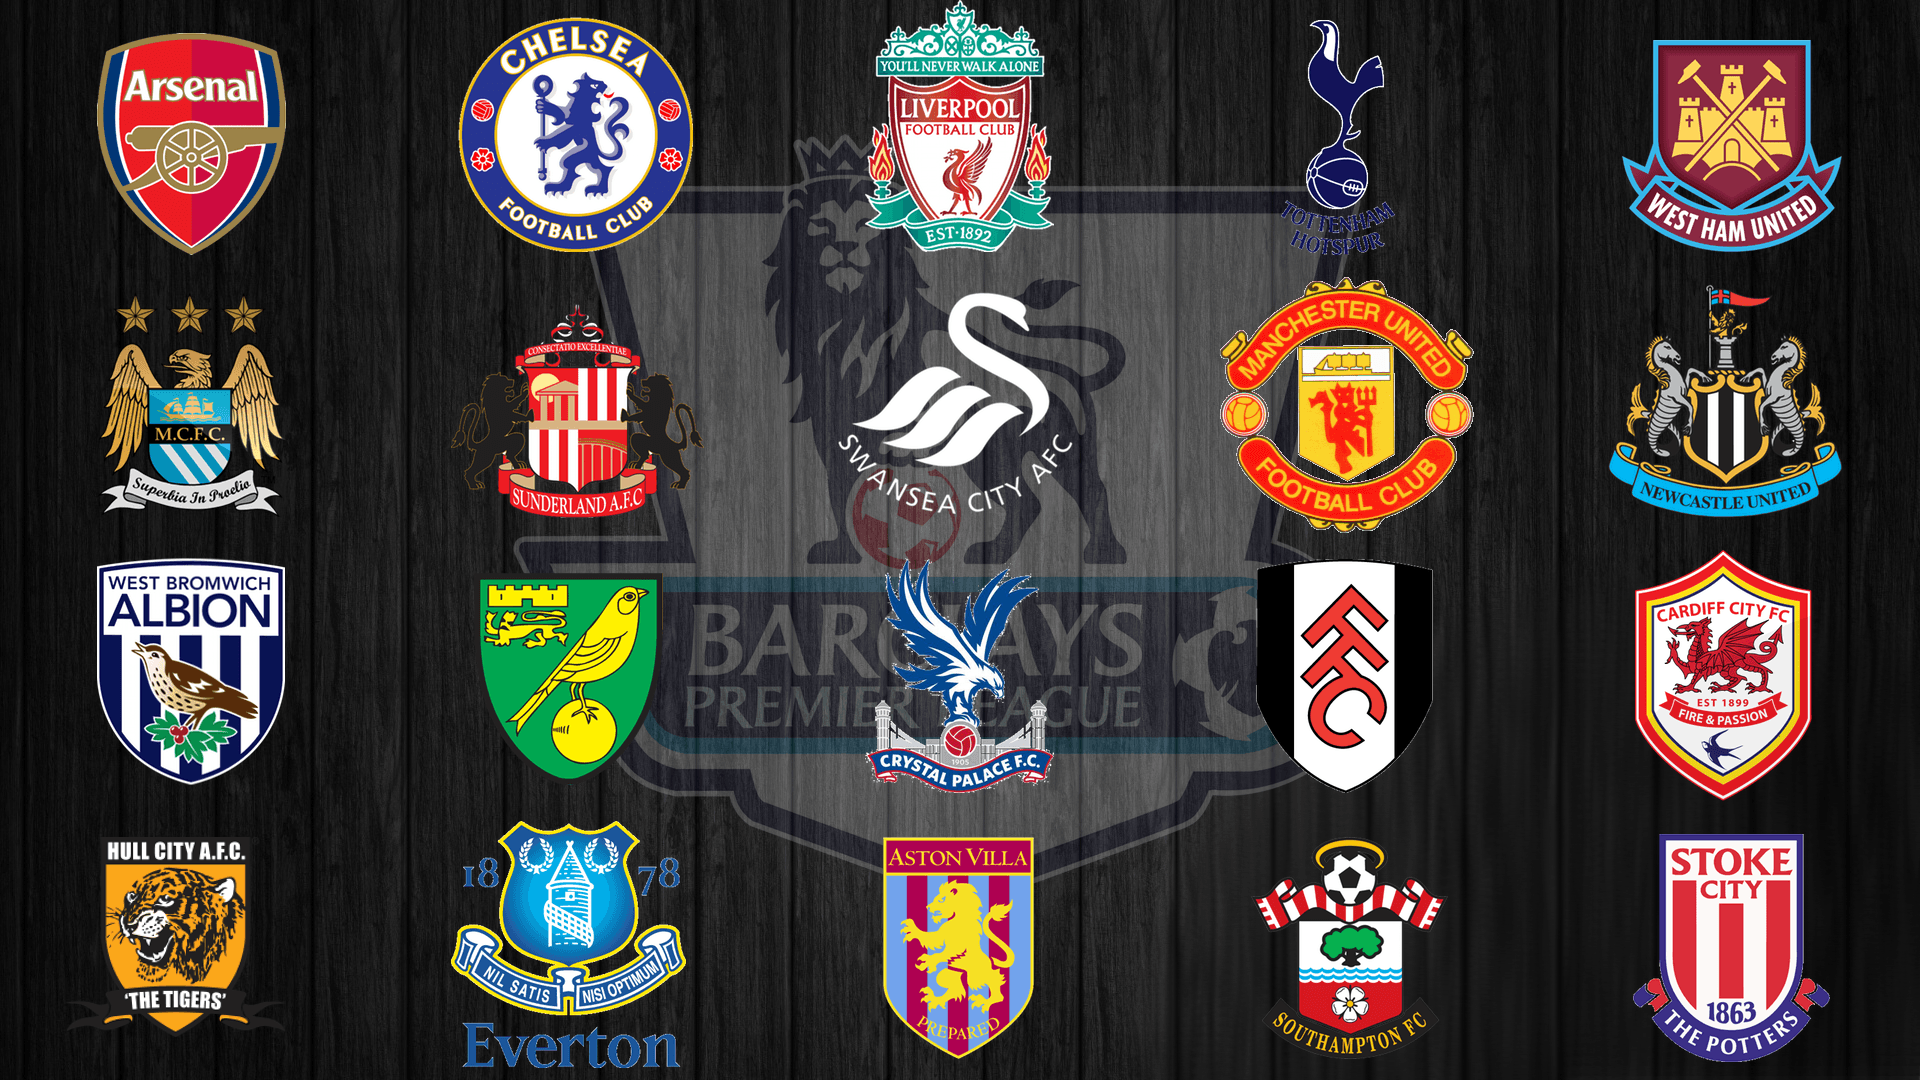 Arsenal
CHELSEA
FOOTBALL CLUB
YOU'LL NEVER WALK ALONE
LIVERPOOL
FOOTBALL CLUB
EST·1892
TOTTENHAM
HOTSPUR
WEST HAM UNITED
M.C.F.C.
Superbia In Proelio
CONSECTATIO EXCELLENTIAE
SUNDERLAND A.F.C
SWANSEA CITY AFC
MANCHESTER UNITED
FOOTBALL CLUB
NEWCASTLE UNITED
WEST BROMWICH
ALBION
BARCLAYS
PREMIER LEAGUE
1905
CRYSTAL PALACE F.C.
FFC
CARDIFF CITY FC
EST 1899
FIRE & PASSION
HULL CITY A.F.C.
'THE TIGERS'
18 78
NIL SATIS NISI OPTIMUM
Everton
ASTON VILLA
PREPARED
SOUTHAMPTON FC
STOKE
CITY
1863
THE POTTERS